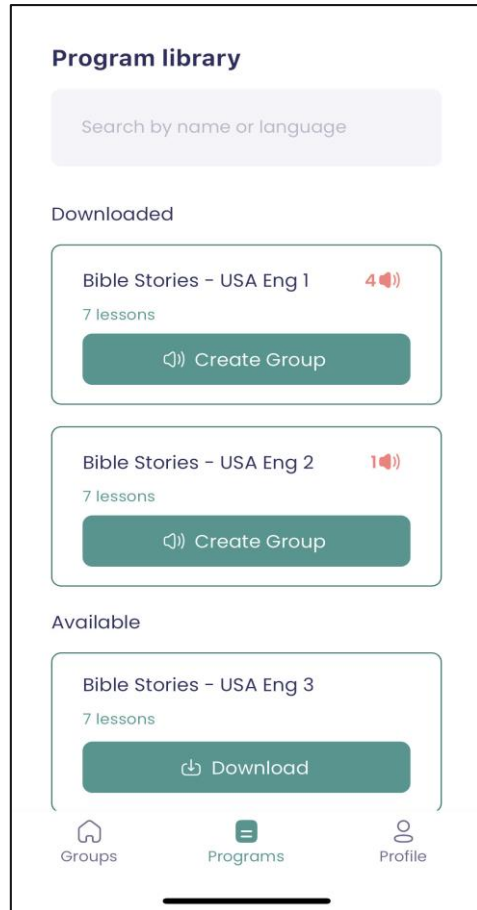 Program library
Search by name or language
Downloaded
Bible Stories - USA Eng 1 4
7 lessons
Create Group
Bible Stories - USA Eng 2 1
7 lessons
Create Group
Available
Bible Stories - USA Eng 3
7 lessons
Download
Groups Programs Profile